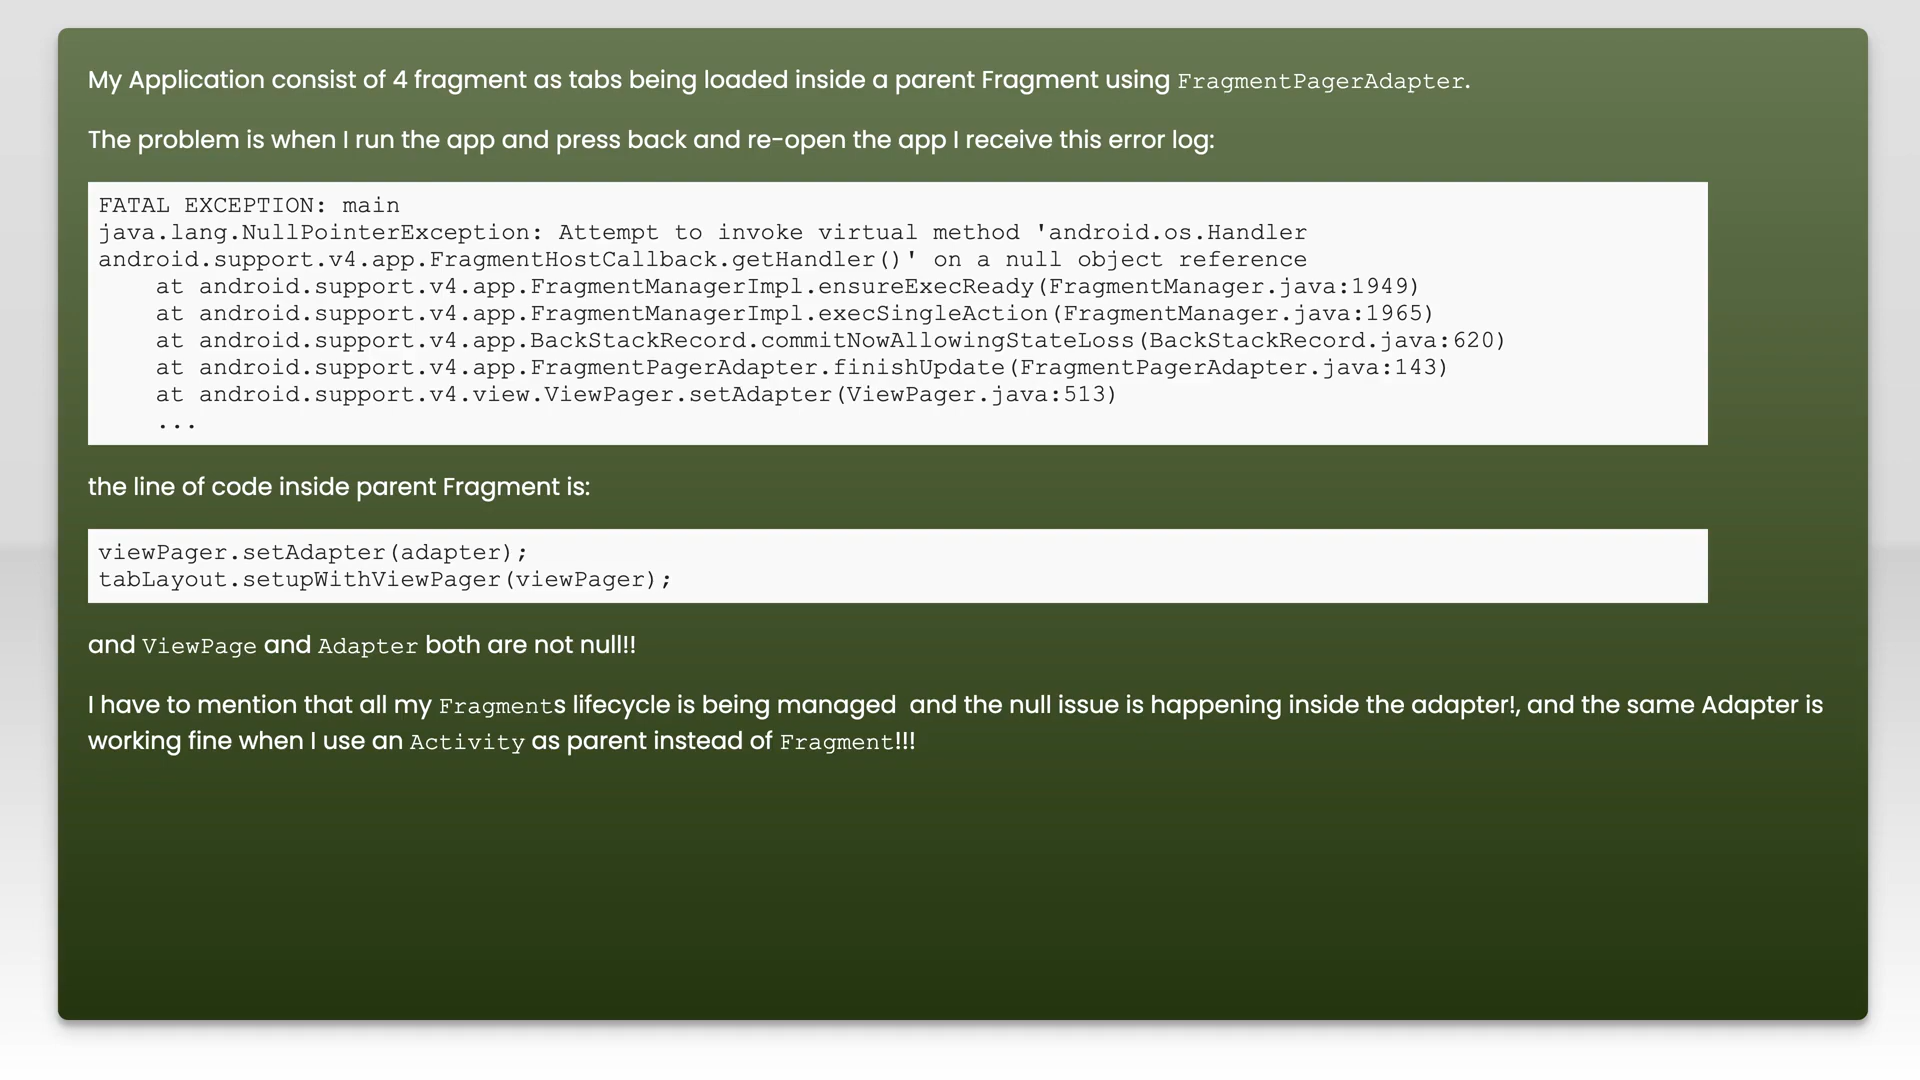 My Application consist of 4 fragment as tabs being loaded inside a parent Fragment using FragmentPagerAdapter.
The problem is when I run the app and press back and re-open the app I receive this error log:
FATAL EXCEPTION: main
java.lang.NullPointerException: Attempt to invoke virtual method 'android.os.Handler
android.support.v4.app.FragmentHostCallback.getHandler()' on a null object reference
    at android.support.v4.app.FragmentManagerImpl.ensureExecReady(FragmentManager.java:1949)
    at android.support.v4.app.FragmentManagerImpl.execSingleAction(FragmentManager.java:1965)
    at android.support.v4.app.BackStackRecord.commitNowAllowingStateLoss(BackStackRecord.java:620)
    at android.support.v4.app.FragmentPagerAdapter.finishUpdate(FragmentPagerAdapter.java:143)
    at android.support.v4.view.ViewPager.setAdapter(ViewPager.java:513)
    ...
the line of code inside parent Fragment is:
viewPager.setAdapter(adapter);
tabLayout.setupWithViewPager(viewPager);
and ViewPage and Adapter both are not null!!
I have to mention that all my Fragments lifecycle is being managed  and the null issue is happening inside the adapter!, and the same Adapter is
working fine when I use an Activity as parent instead of Fragment!!!